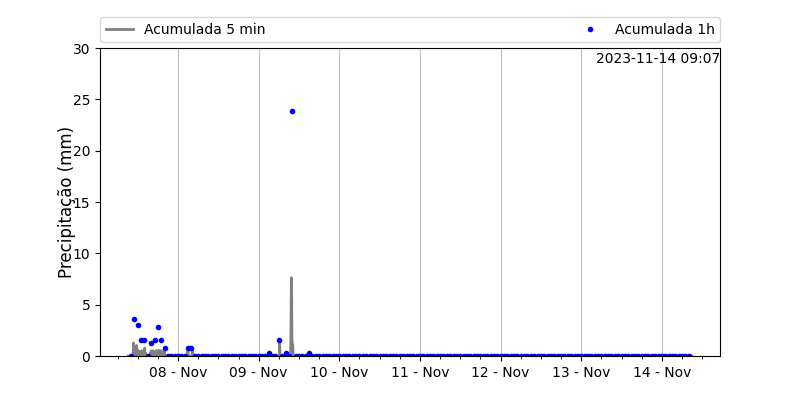 Acumulada 5 min
Acumulada 1h
2023-11-14 09:07
Precipitação (mm)
30
25
20
15
10
5
0
08 - Nov
09 - Nov
10 - Nov
11 - Nov
12 - Nov
13 - Nov
14 - Nov